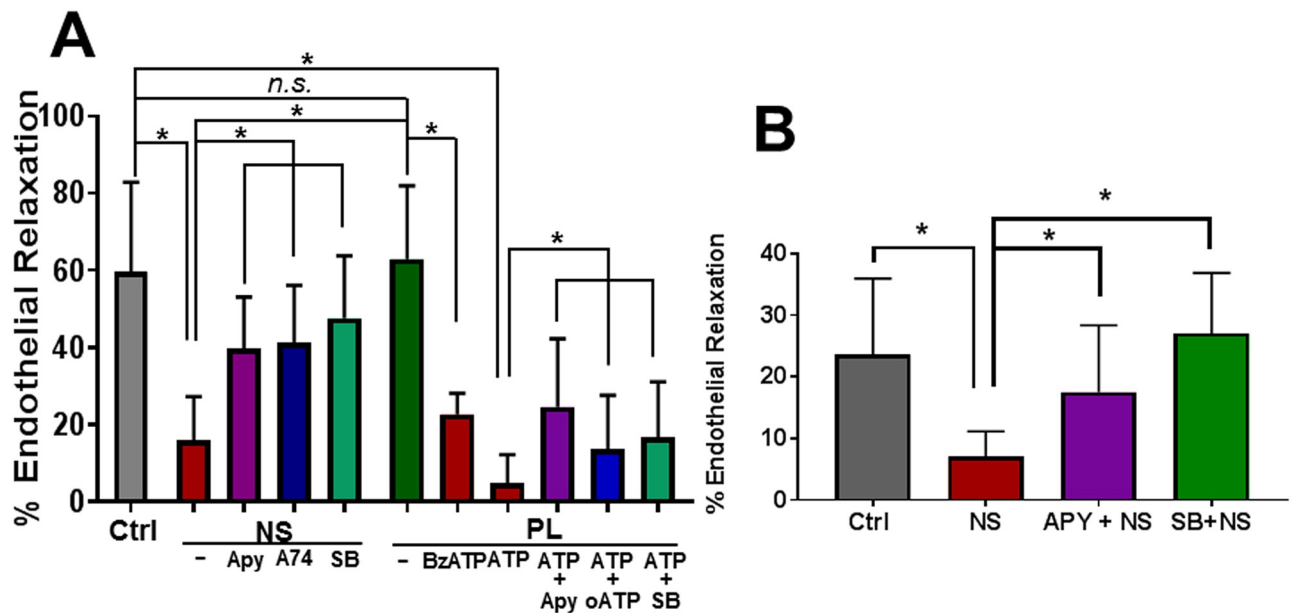 A
*
n.s.
*
*
*
*
*
% Endothelial Relaxation
100
80
60
40
20
0
Ctrl
NS
PL
–
Apy
A74
SB
–
BzATP
ATP
ATP
+
Apy
ATP
+
oATP
ATP
+
SB
B
*
*
*
% Endothelial Relaxation
40
30
20
10
0
Ctrl
NS
APY + NS
SB+NS